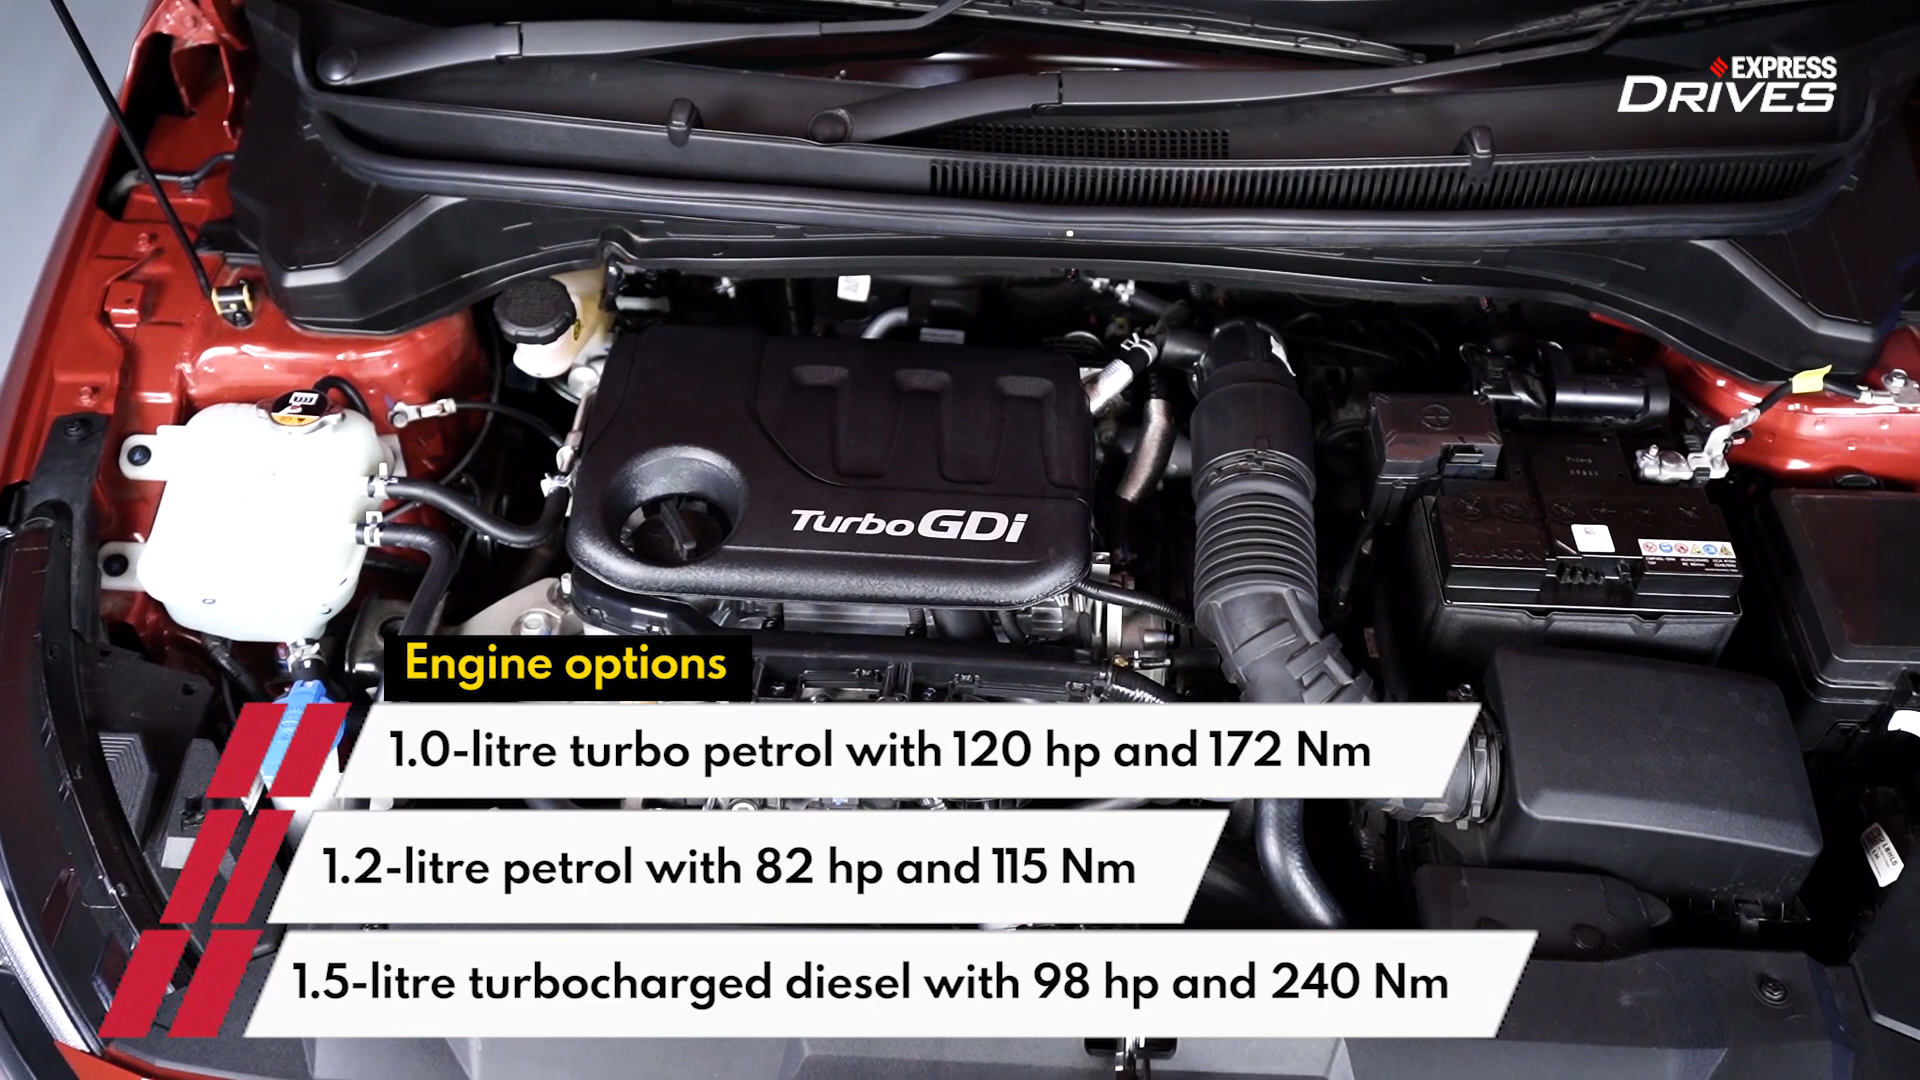 EXPRESS
DRIVES
TurboGDi
AMARON
Engine options
1.0-litre turbo petrol with 120 hp and 172 Nm
1.2-litre petrol with 82 hp and 115 Nm
1.5-litre turbocharged diesel with 98 hp and 240 Nm